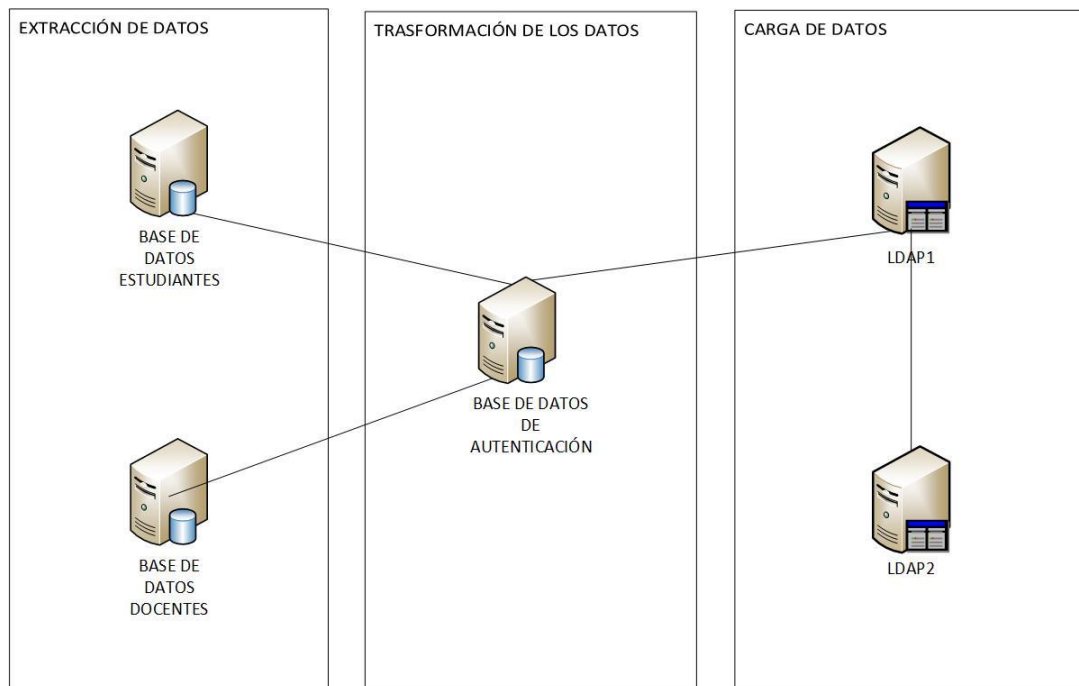 EXTRACCIÓN DE DATOS
TRASFORMACIÓN DE LOS DATOS
CARGA DE DATOS
BASE DE
DATOS
ESTUDIANTES
LDAP1
BASE DE DATOS
DE
AUTENTICACIÓN
BASE DE
DATOS
DOCENTES
LDAP2